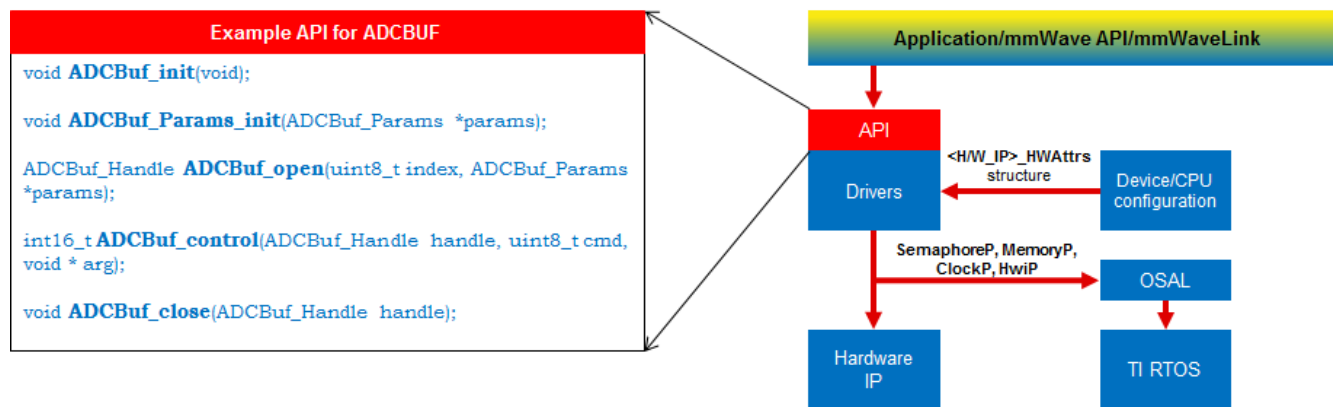 Example API for ADCBUF
void ADCBuf_init(void);
void ADCBuf_Params_init(ADCBuf_Params *params);
ADCBuf_Handle ADCBuf_open(uint8_t index, ADCBuf_Params
*params);
int16_t ADCBuf_control(ADCBuf_Handle handle, uint8_t cmd,
void * arg);
void ADCBuf_close(ADCBuf_Handle handle);
Application/mmWave API/mmWaveLink
API
Drivers
<H/W_IP>_HWAttrs
structure
Device/CPU
configuration
SemaphoreP, MemoryP,
ClockP, HwiP
OSAL
Hardware
IP
TI RTOS